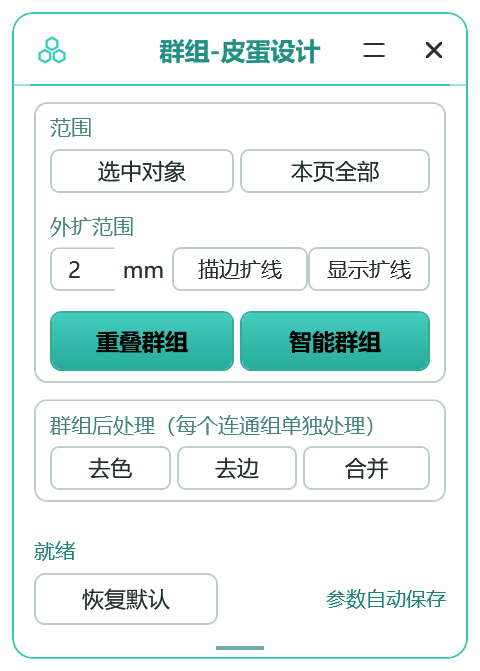 群组-皮蛋设计
范围
选中对象 本页全部
外扩范围
2 mm 描边扩线 显示扩线
重叠群组 智能群组
群组后处理（每个连通组单独处理）
去色 去边 合并
就绪
恢复默认 参数自动保存